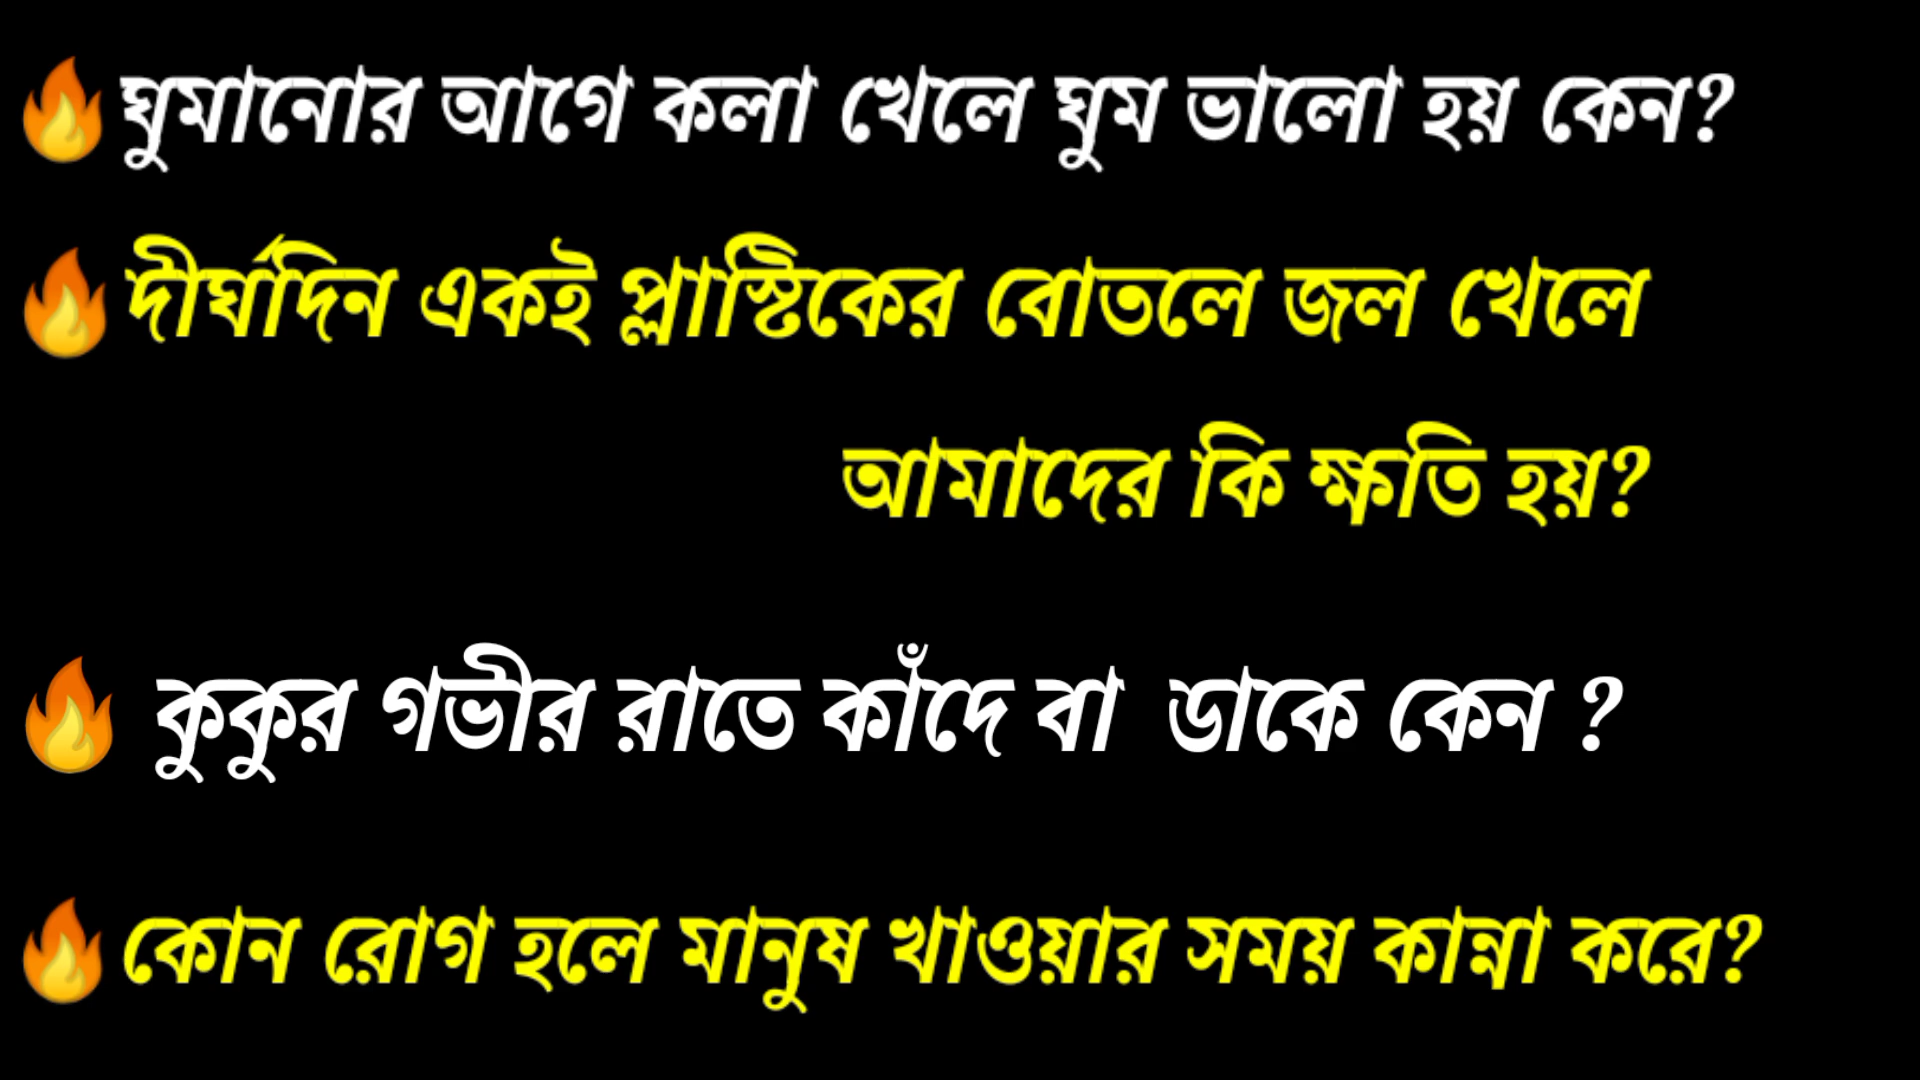 🔥ঘুমানোর আগে কলা খেলে ঘুম ভালো হয় কেন?
🔥দীর্ঘদিন একই প্লাস্টিকের বোতলে জল খেলে
আমাদের কি ক্ষতি হয়?
🔥 কুকুর গভীর রাতে কাঁদে বা ডাকে কেন ?
🔥কোন রোগ হলে মানুষ খাওয়ার সময় কান্না করে?